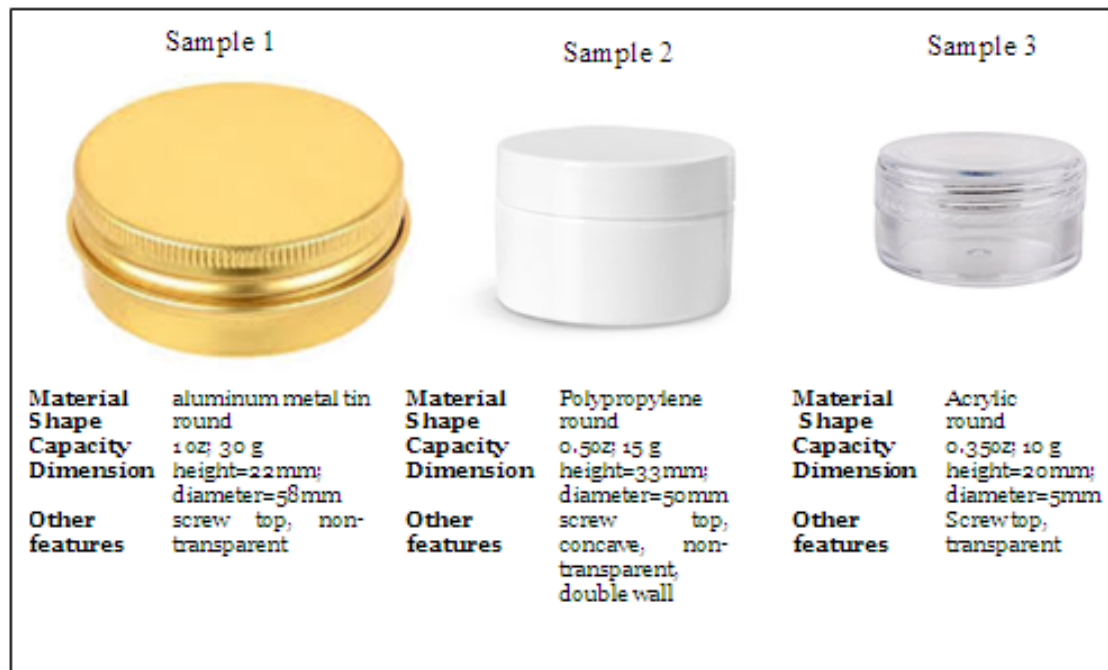 Sample 1
Sample 2
Sample 3
Material aluminum metal tin
Shape round
Capacity 1oz; 30 g
Dimension height=22mm;
diameter=58mm
Other screw top, non-
features transparent
Material Polypropylene
Shape round
Capacity 0.5oz; 15 g
Dimension height=33mm;
diameter=50mm
Other screw top,
features concave, non-
transparent,
double wall
Material Acrylic
Shape round
Capacity 0.35oz; 10 g
Dimension height=20mm;
diameter=5mm
Other Screw top,
features transparent